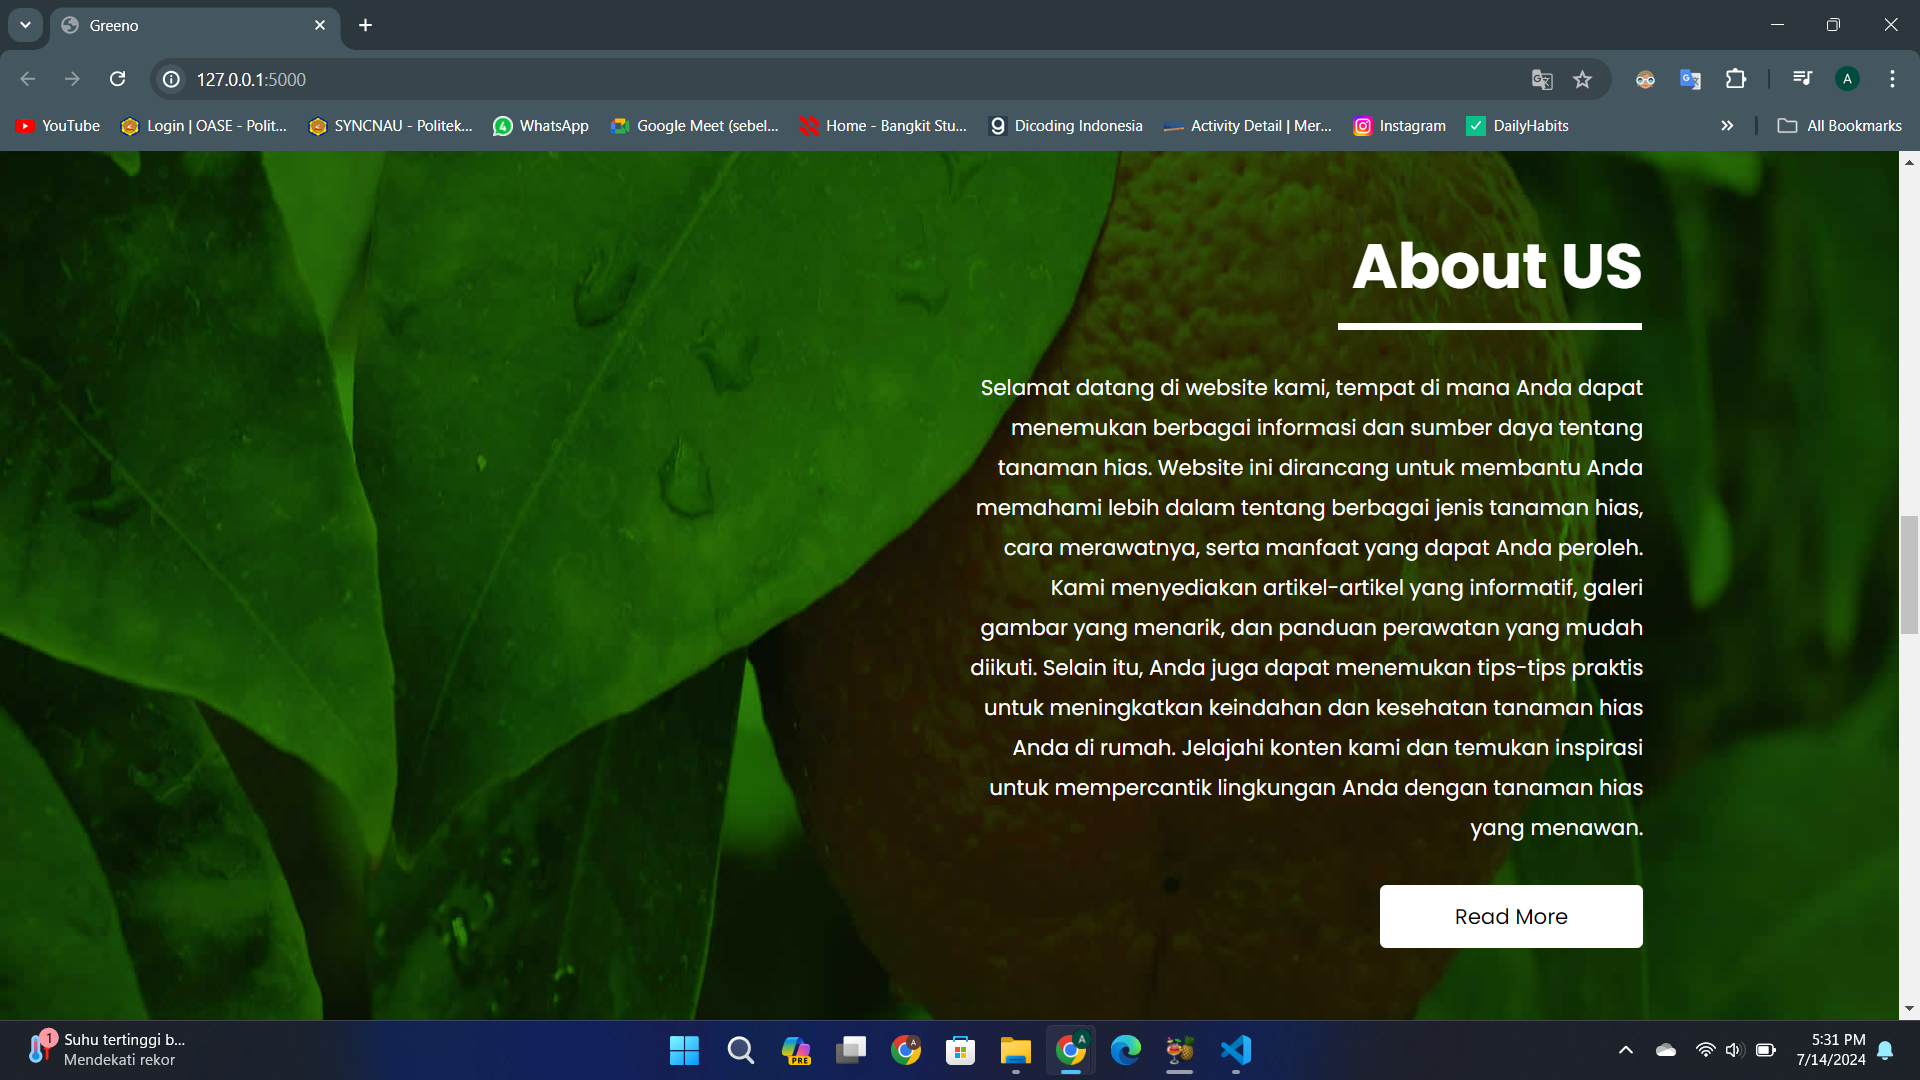 Greeno
127.0.0.1:5000
YouTube
Login | OASE - Polit...
SYNCNAU - Politek...
WhatsApp
Google Meet (sebel...
Home - Bangkit Stu...
Dicoding Indonesia
Activity Detail | Mer...
Instagram
DailyHabits
All Bookmarks
About US
Selamat datang di website kami, tempat di mana Anda dapat
menemukan berbagai informasi dan sumber daya tentang
tanaman hias. Website ini dirancang untuk membantu Anda
memahami lebih dalam tentang berbagai jenis tanaman hias,
cara merawatnya, serta manfaat yang dapat Anda peroleh.
Kami menyediakan artikel-artikel yang informatif, galeri
gambar yang menarik, dan panduan perawatan yang mudah
diikuti. Selain itu, Anda juga dapat menemukan tips-tips praktis
untuk meningkatkan keindahan dan kesehatan tanaman hias
Anda di rumah. Jelajahi konten kami dan temukan inspirasi
untuk mempercantik lingkungan Anda dengan tanaman hias
yang menawan.
Read More
1
Suhu tertinggi b...
Mendekati rekor
PRE
5:31 PM
7/14/2024